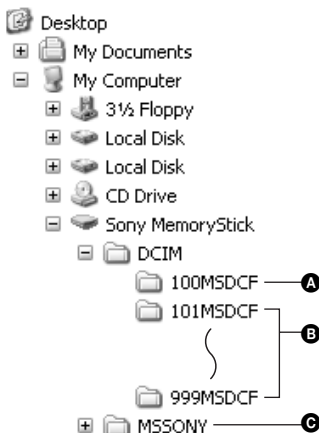 Desktop
My Documents
My Computer
3½ Floppy
Local Disk
Local Disk
CD Drive
Sony MemoryStick
DCIM
100MSDCF A
101MSDCF
B
999MSDCF
MSSONY C